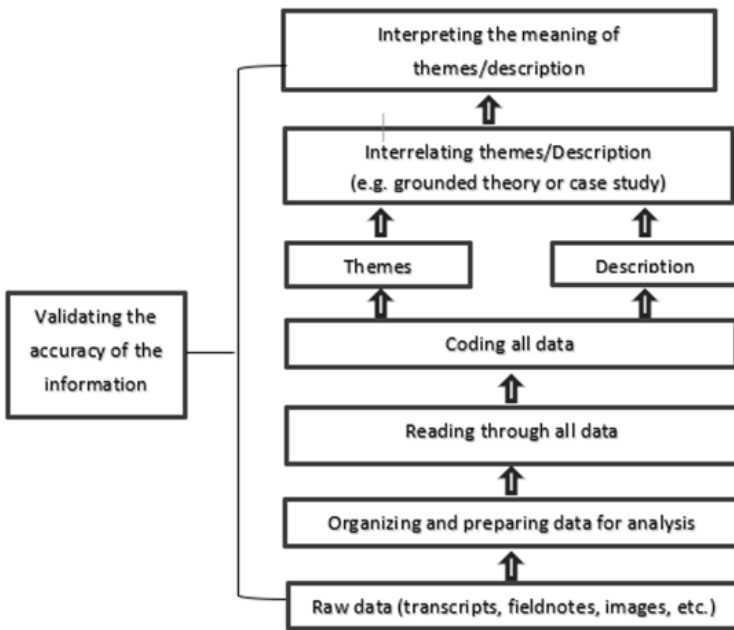 Interpreting the meaning of
themes/description
Interrelating themes/Description
(e.g. grounded theory or case study)
Themes
Description
Validating the
accuracy of the
information
Coding all data
Reading through all data
Organizing and preparing data for analysis
Raw data (transcripts, fieldnotes, images, etc.)